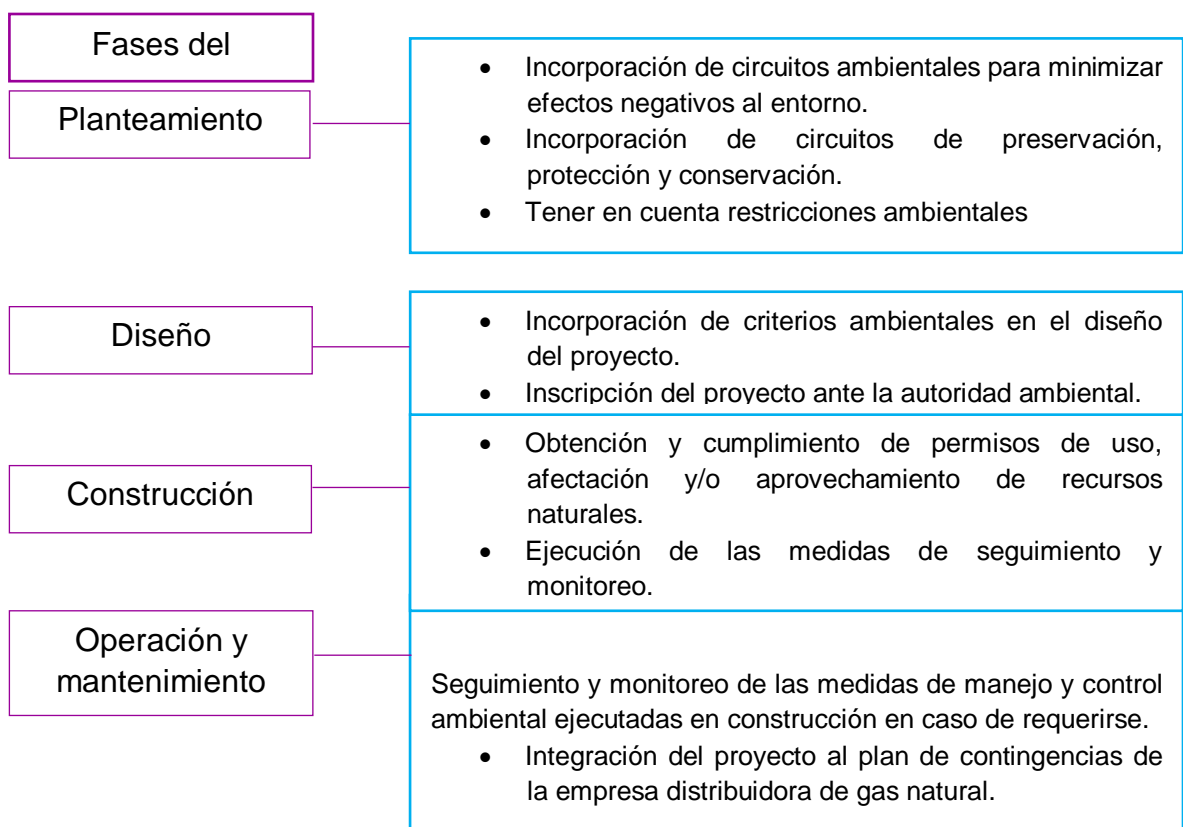 Fases del
Planteamiento
• Incorporación de circuitos ambientales para minimizar
efectos negativos al entorno.
• Incorporación de circuitos de preservación,
protección y conservación.
• Tener en cuenta restricciones ambientales
Diseño
• Incorporación de criterios ambientales en el diseño
del proyecto.
• Inscripción del proyecto ante la autoridad ambiental.
Construcción
• Obtención y cumplimiento de permisos de uso,
afectación y/o aprovechamiento de recursos
naturales.
• Ejecución de las medidas de seguimiento y
monitoreo.
Operación y
mantenimiento
Seguimiento y monitoreo de las medidas de manejo y control
ambiental ejecutadas en construcción en caso de requerirse.
• Integración del proyecto al plan de contingencias de
la empresa distribuidora de gas natural.